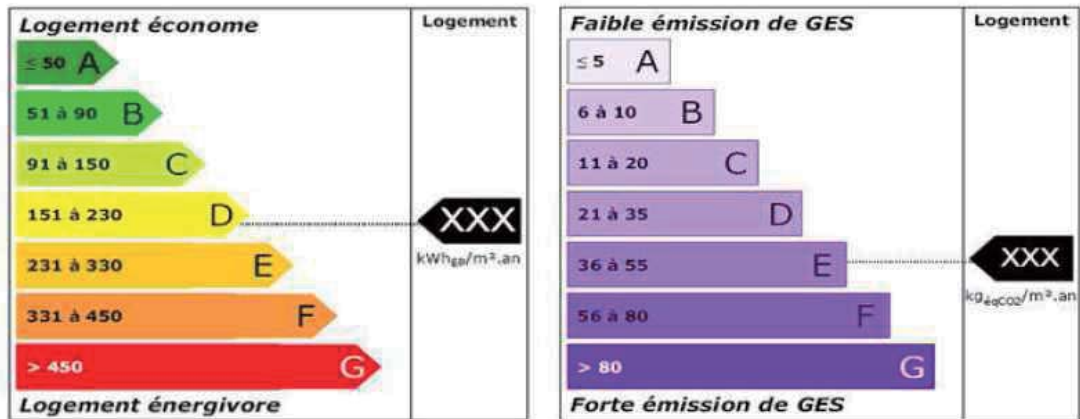 Logement économe
Logement
≤ 50 A
51 à 90 B
91 à 150 C
151 à 230 D
XXX
kWhEP/m².an
231 à 330 E
331 à 450 F
> 450 G
Logement énergivore
Faible émission de GES
Logement
≤ 5 A
6 à 10 B
11 à 20 C
21 à 35 D
36 à 55 E
XXX
kgéqCO2/m².an
56 à 80 F
> 80 G
Forte émission de GES